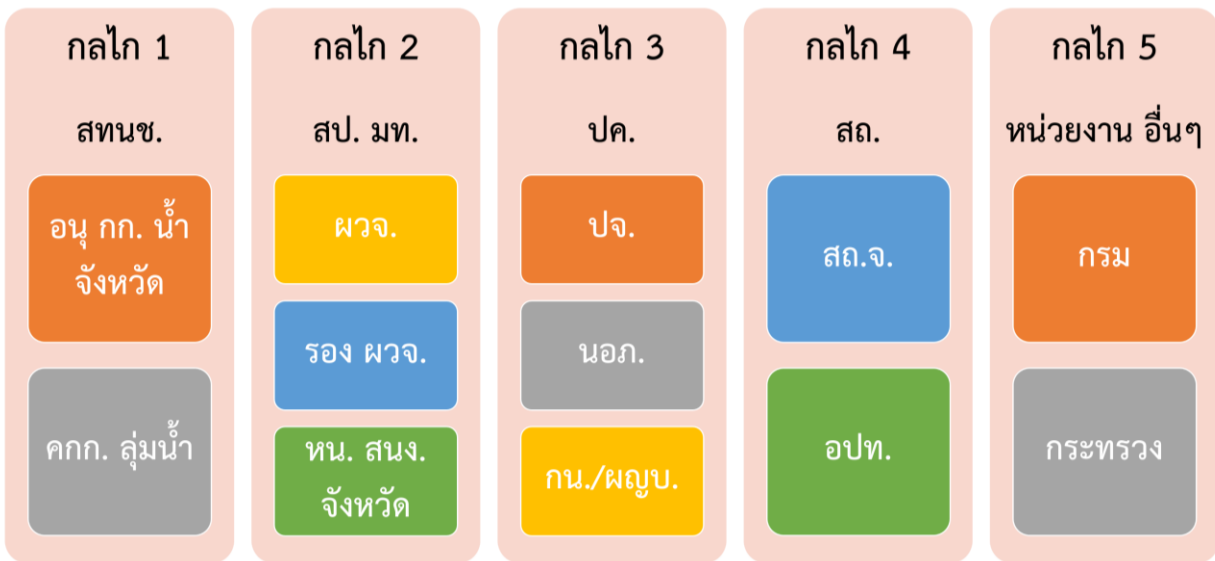 กลไก 1
สทนช.
อนุ กก. น้ำ
จังหวัด
คกก. ลุ่มน้ำ
กลไก 2
สป. มท.
ผวจ.
รอง ผวจ.
หน. สนง.
จังหวัด
กลไก 3
ปค.
ปจ.
นอภ.
กน./ผญบ.
กลไก 4
สถ.
สถ.จ.
อปท.
กลไก 5
หน่วยงาน อื่นๆ
กรม
กระทรวง